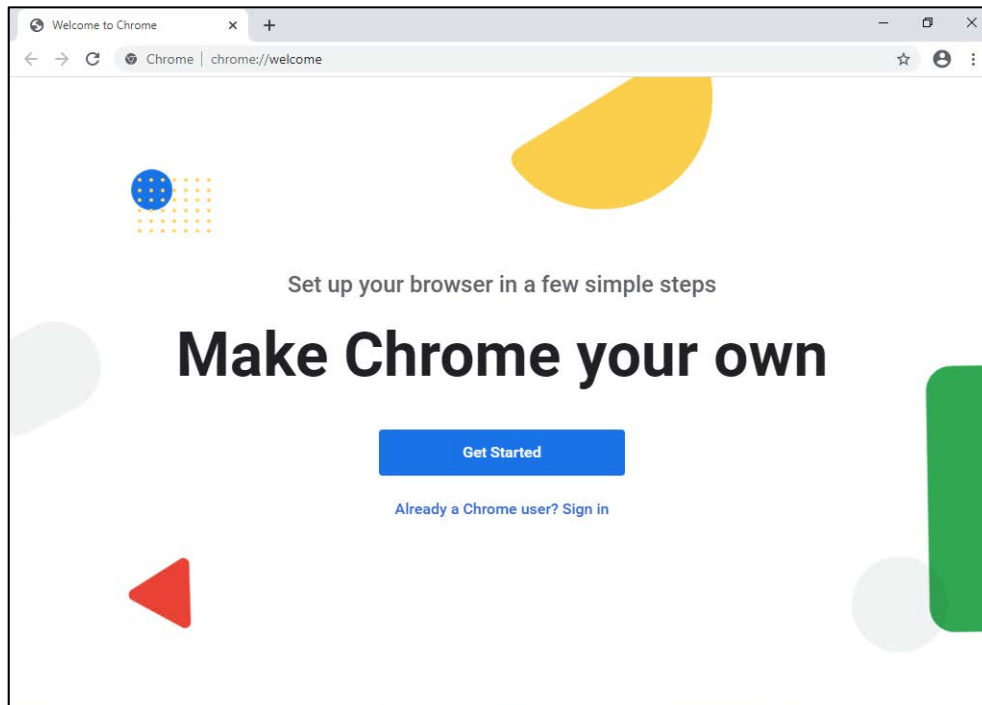 Welcome to Chrome
Chrome | chrome://welcome
Set up your browser in a few simple steps
Make Chrome your own
Get Started
Already a Chrome user? Sign in